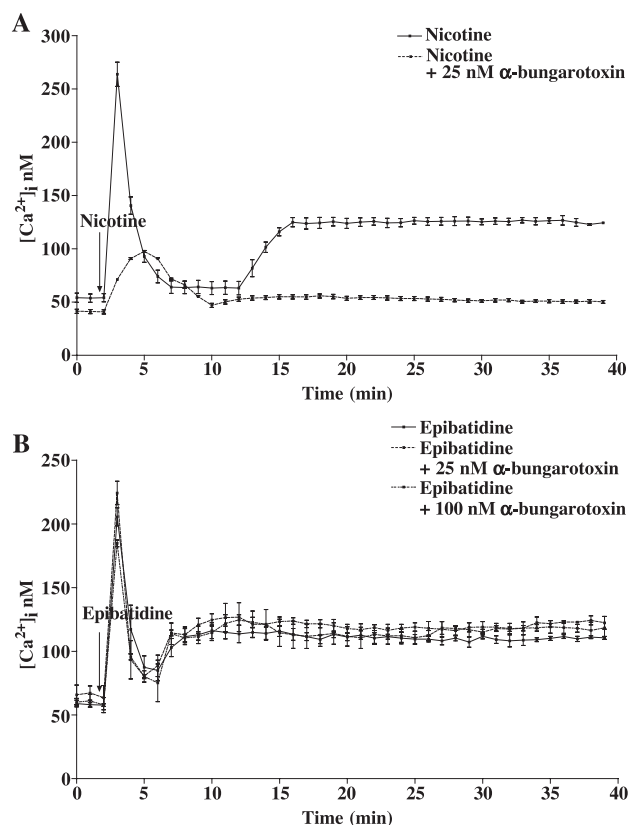 A
Nicotine
Nicotine
+ 25 nM α-bungarotoxin
300
250
200
150
100
50
0
[Ca²⁺]ᵢ nM
Nicotine
0 5 10 15 20 25 30 35 40
Time (min)
B
Epibatidine
Epibatidine
+ 25 nM α-bungarotoxin
Epibatidine
+ 100 nM α-bungarotoxin
250
200
150
100
50
0
[Ca²⁺]ᵢ nM
Epibatidine
0 5 10 15 20 25 30 35 40
Time (min)